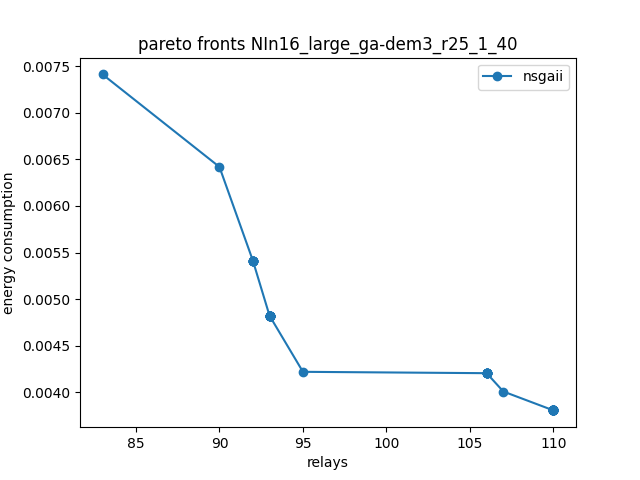 pareto fronts NIn16_large_ga-dem3_r25_1_40
nsgaii
0.0075
0.0070
0.0065
0.0060
0.0055
0.0050
0.0045
0.0040
energy consumption
85 90 95 100 105 110
relays